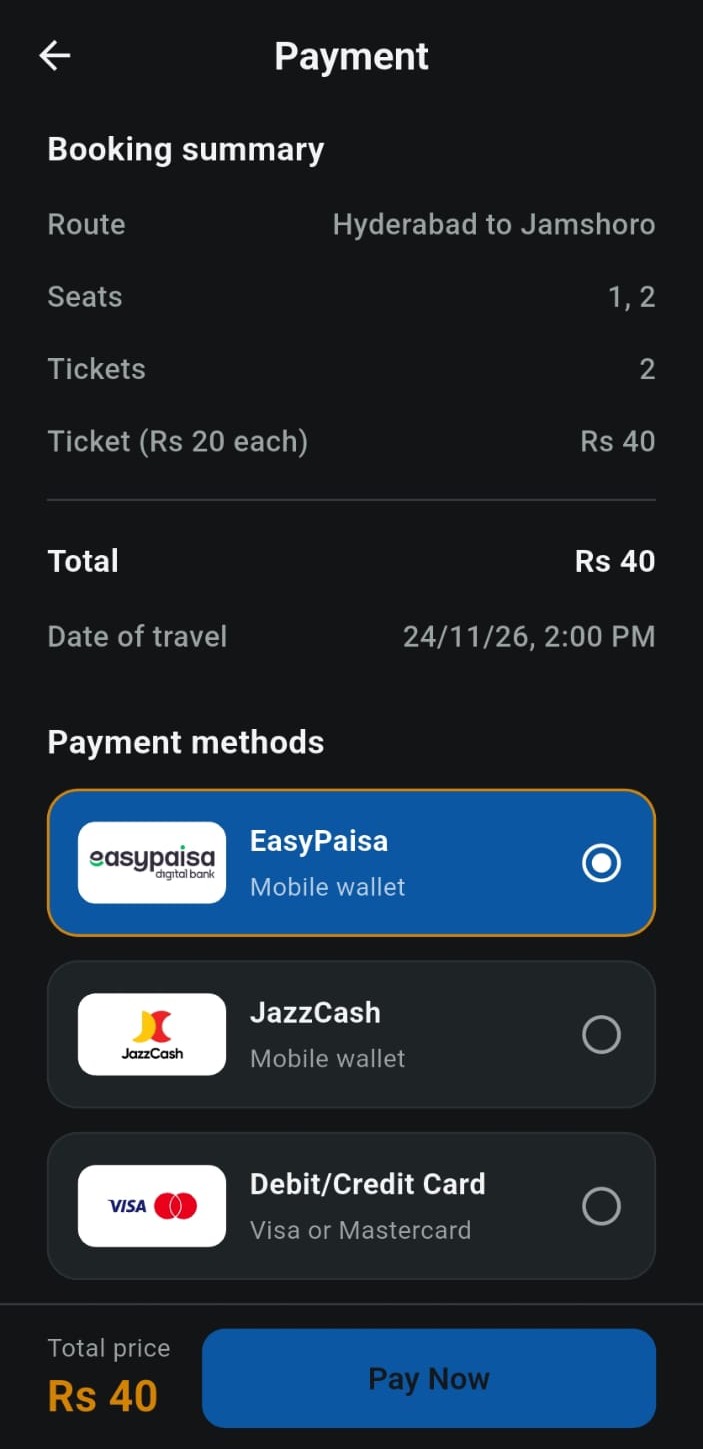 Payment
Booking summary
Route Hyderabad to Jamshoro
Seats 1, 2
Tickets 2
Ticket (Rs 20 each) Rs 40
Total Rs 40
Date of travel 24/11/26, 2:00 PM
Payment methods
easypaisa
digital bank
EasyPaisa
Mobile wallet
JazzCash
JazzCash
Mobile wallet
VISA
Debit/Credit Card
Visa or Mastercard
Total price
Rs 40
Pay Now